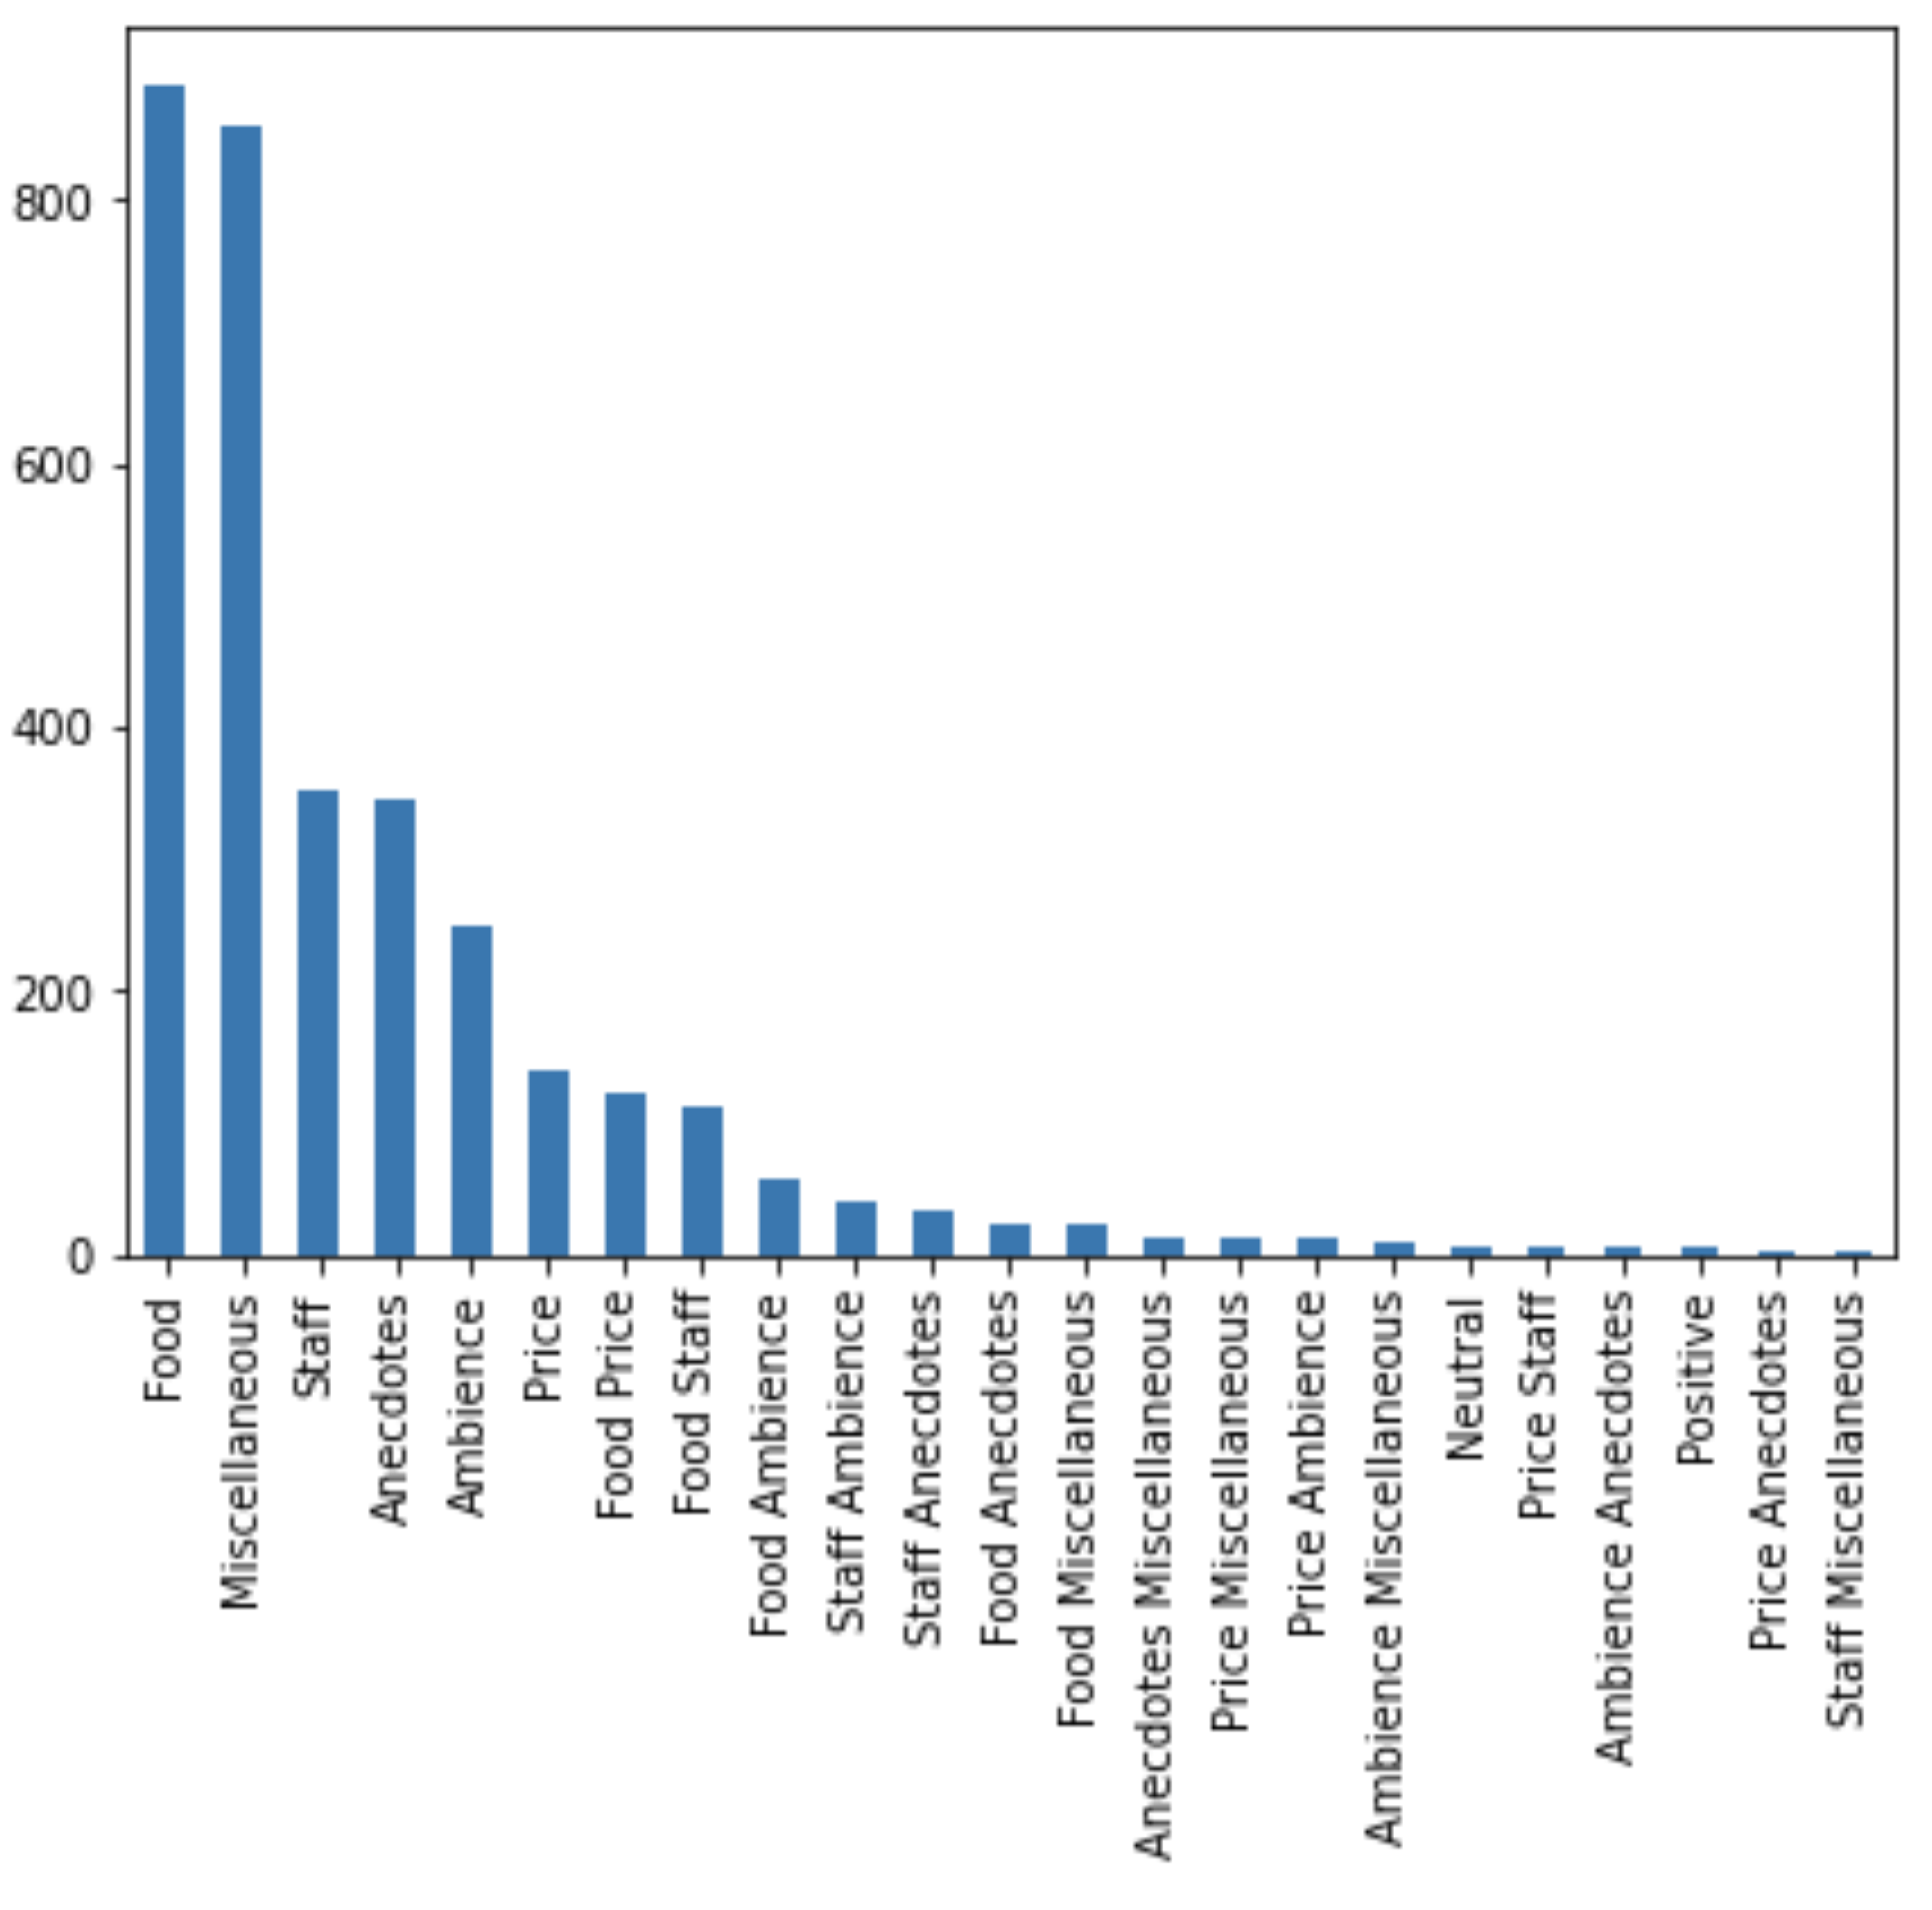 800
600
400
200
0
Food
Miscellaneous
Staff
Anecdotes
Ambience
Price
Food Price
Food Staff
Food Ambience
Staff Ambience
Staff Anecdotes
Food Anecdotes
Food Miscellaneous
Anecdotes Miscellaneous
Price Miscellaneous
Price Ambience
Ambience Miscellaneous
Neutral
Price Staff
Ambience Anecdotes
Positive
Price Anecdotes
Staff Miscellaneous